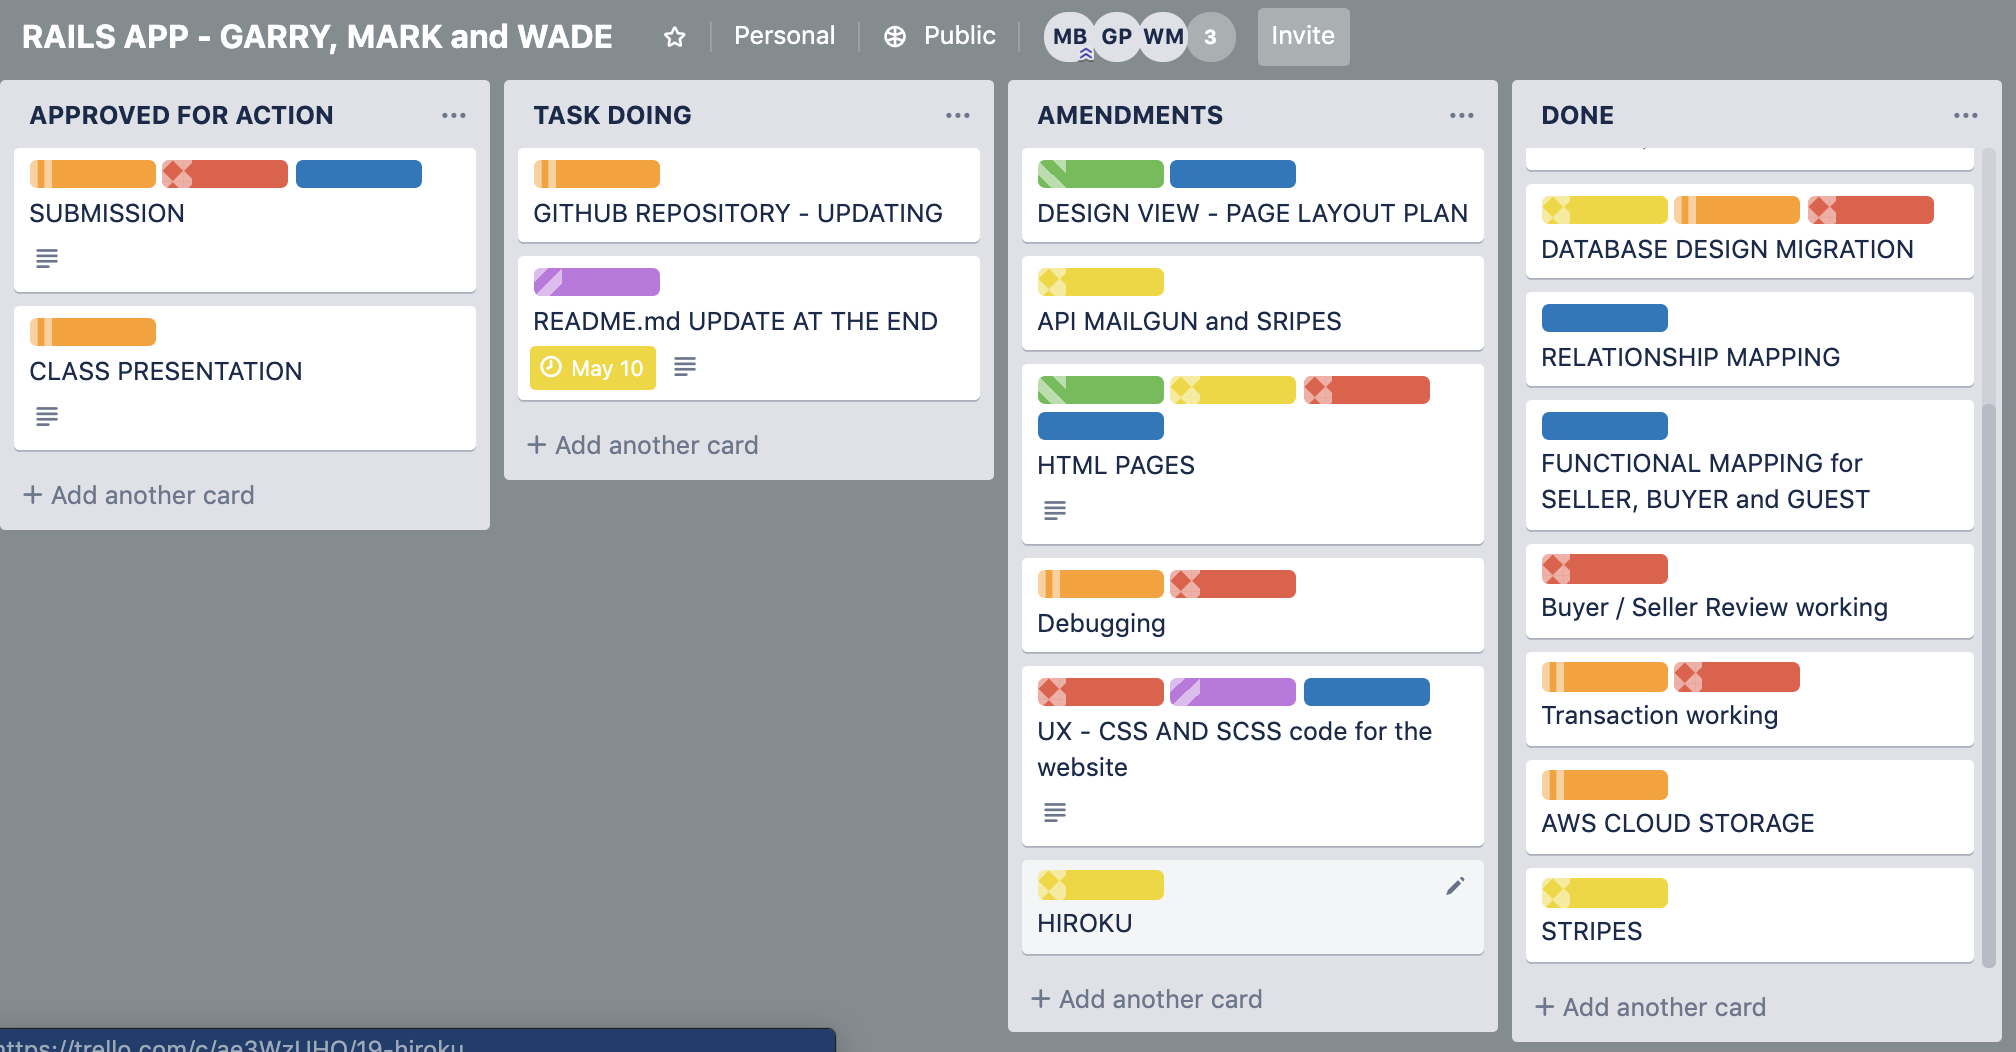 RAILS APP - GARRY, MARK and WADE
Personal
Public
MB
GP
WM
3
Invite
APPROVED FOR ACTION
SUBMISSION
CLASS PRESENTATION
+ Add another card
TASK DOING
GITHUB REPOSITORY - UPDATING
README.md UPDATE AT THE END
May 10
+ Add another card
AMENDMENTS
DESIGN VIEW - PAGE LAYOUT PLAN
API MAILGUN and SRIPES
HTML PAGES
Debugging
UX - CSS AND SCSS code for the
website
HIROKU
+ Add another card
DONE
DATABASE DESIGN MIGRATION
RELATIONSHIP MAPPING
FUNCTIONAL MAPPING for
SELLER, BUYER and GUEST
Buyer / Seller Review working
Transaction working
AWS CLOUD STORAGE
STRIPES
+ Add another card
https://trello.com/c/ae3WzUHO/19-hiroku